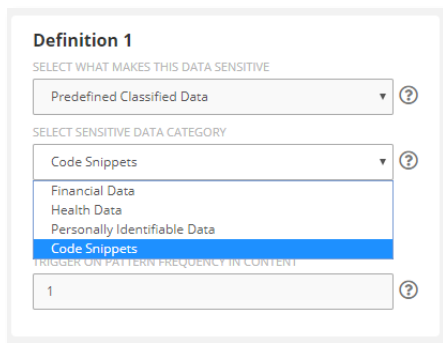 Definition 1
SELECT WHAT MAKES THIS DATA SENSITIVE
Predefined Classified Data
?
SELECT SENSITIVE DATA CATEGORY
Code Snippets
?
Financial Data
Health Data
Personally Identifiable Data
Code Snippets
TRIGGER ON PATTERN FREQUENCY IN CONTENT
1
?